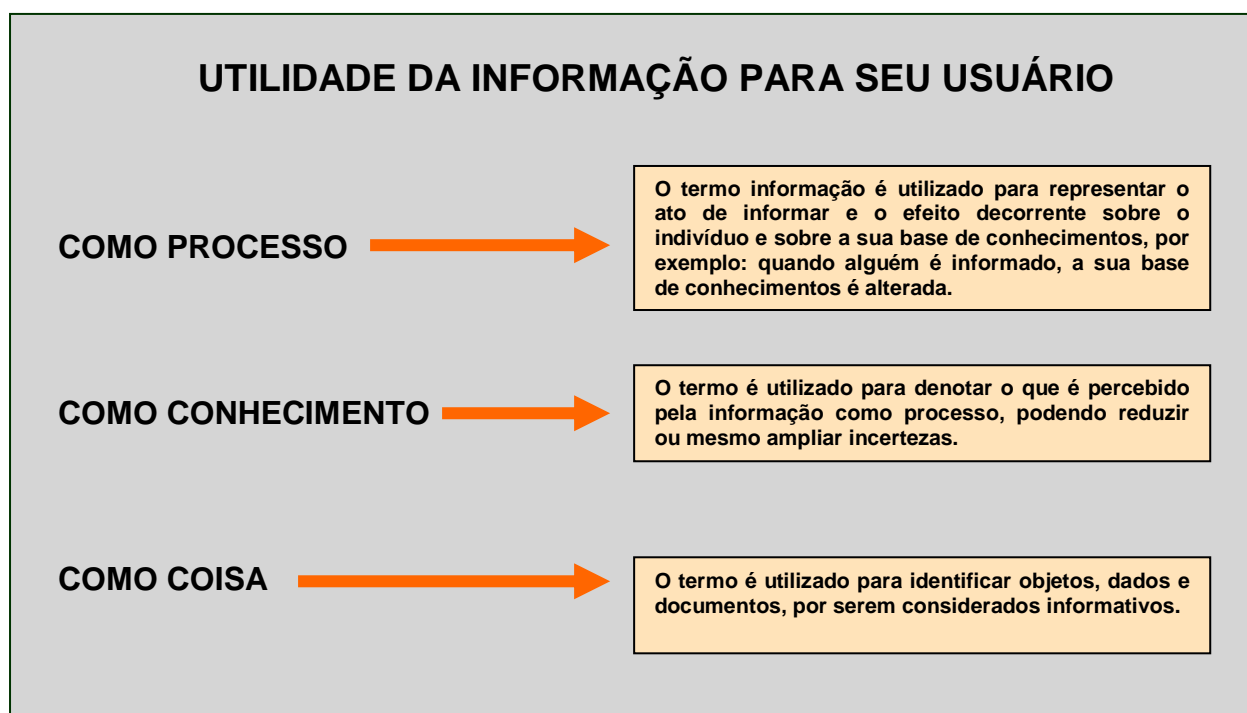 UTILIDADE DA INFORMAÇÃO PARA SEU USUÁRIO
COMO PROCESSO
O termo informação é utilizado para representar o
ato de informar e o efeito decorrente sobre o
indivíduo e sobre a sua base de conhecimentos, por
exemplo: quando alguém é informado, a sua base
de conhecimentos é alterada.
COMO CONHECIMENTO
O termo é utilizado para denotar o que é percebido
pela informação como processo, podendo reduzir
ou mesmo ampliar incertezas.
COMO COISA
O termo é utilizado para identificar objetos, dados e
documentos, por serem considerados informativos.